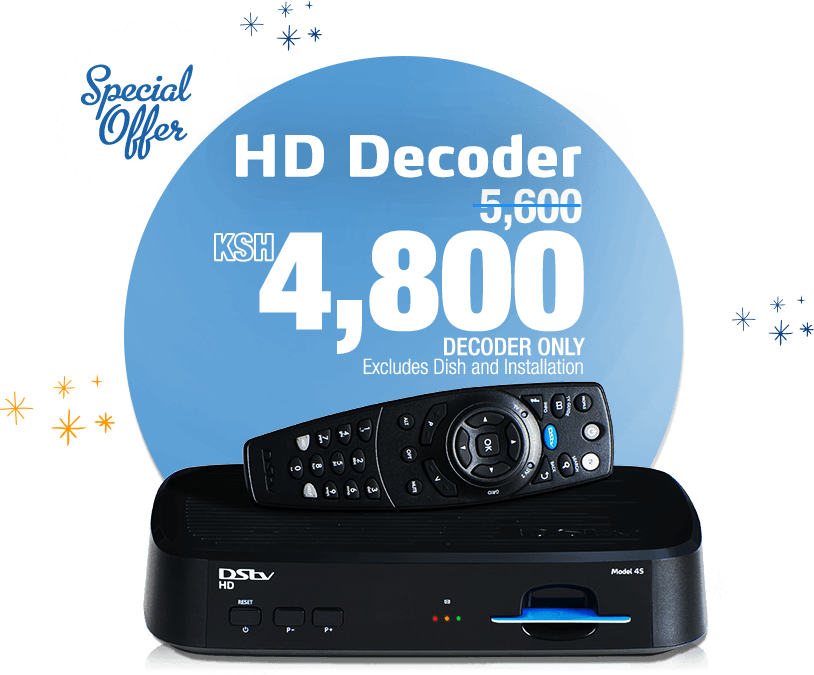 Special
Offer
HD Decoder
5,600
KSH 4,800
DECODER ONLY
Excludes Dish and Installation
OK
DStv
DStv
HD
Model 4S
RESET
P-
P+